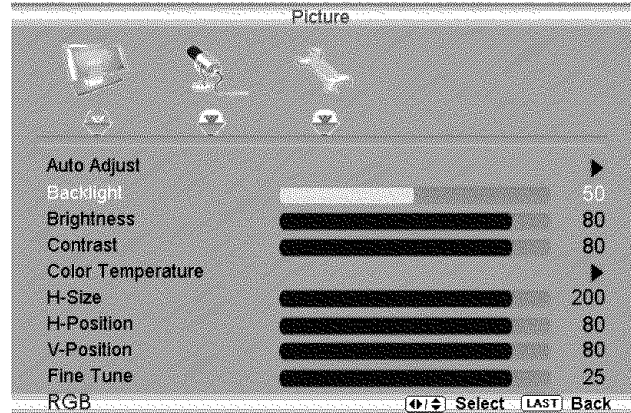 Picture
Auto Adjust
Backlight 50
Brightness 80
Contrast 80
Color Temperature
H-Size 200
H-Position 80
V-Position 80
Fine Tune 25
RGB Select LAST Back